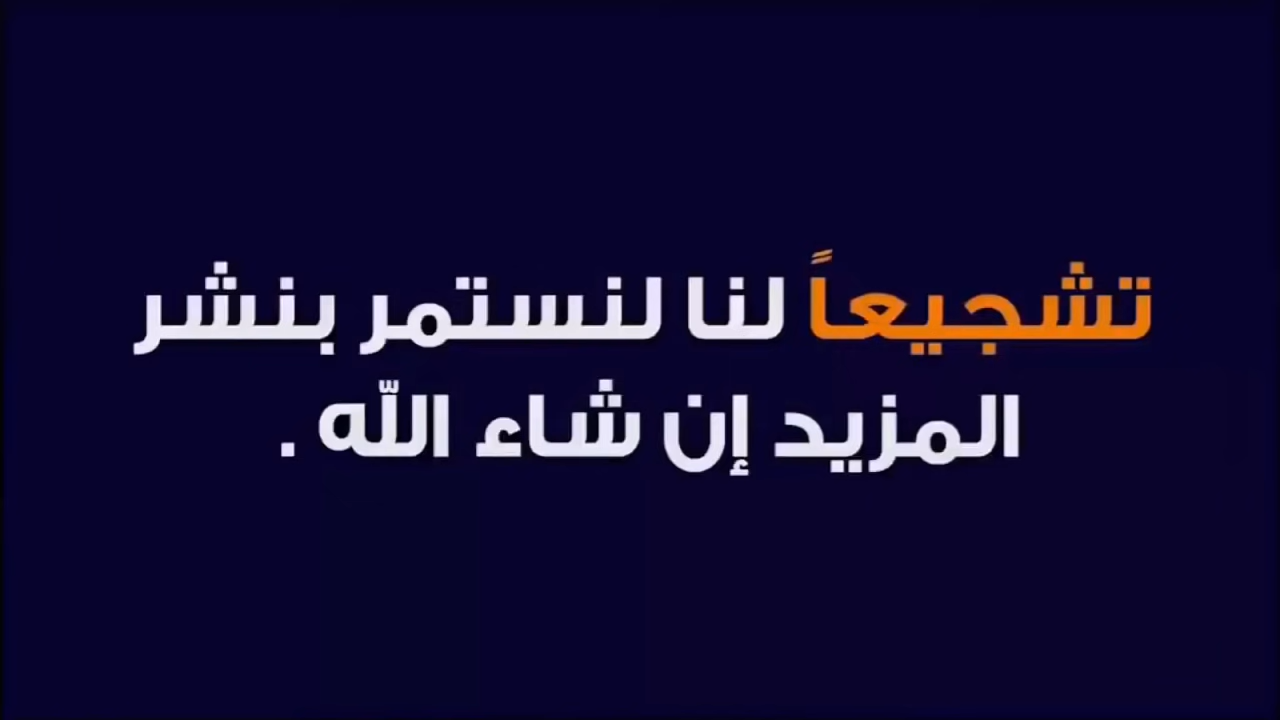 تشجيعاً لنا لنستمر بنشر
المزيد إن شاء اللّه .